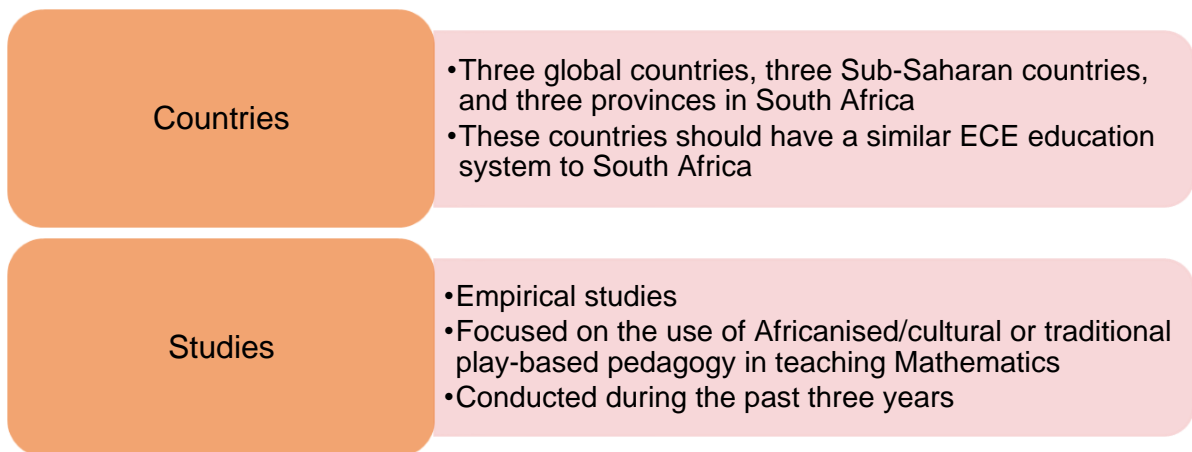 Countries
•Three global countries, three Sub-Saharan countries,
and three provinces in South Africa
•These countries should have a similar ECE education
system to South Africa
Studies
•Empirical studies
•Focused on the use of Africanised/cultural or traditional
play-based pedagogy in teaching Mathematics
•Conducted during the past three years